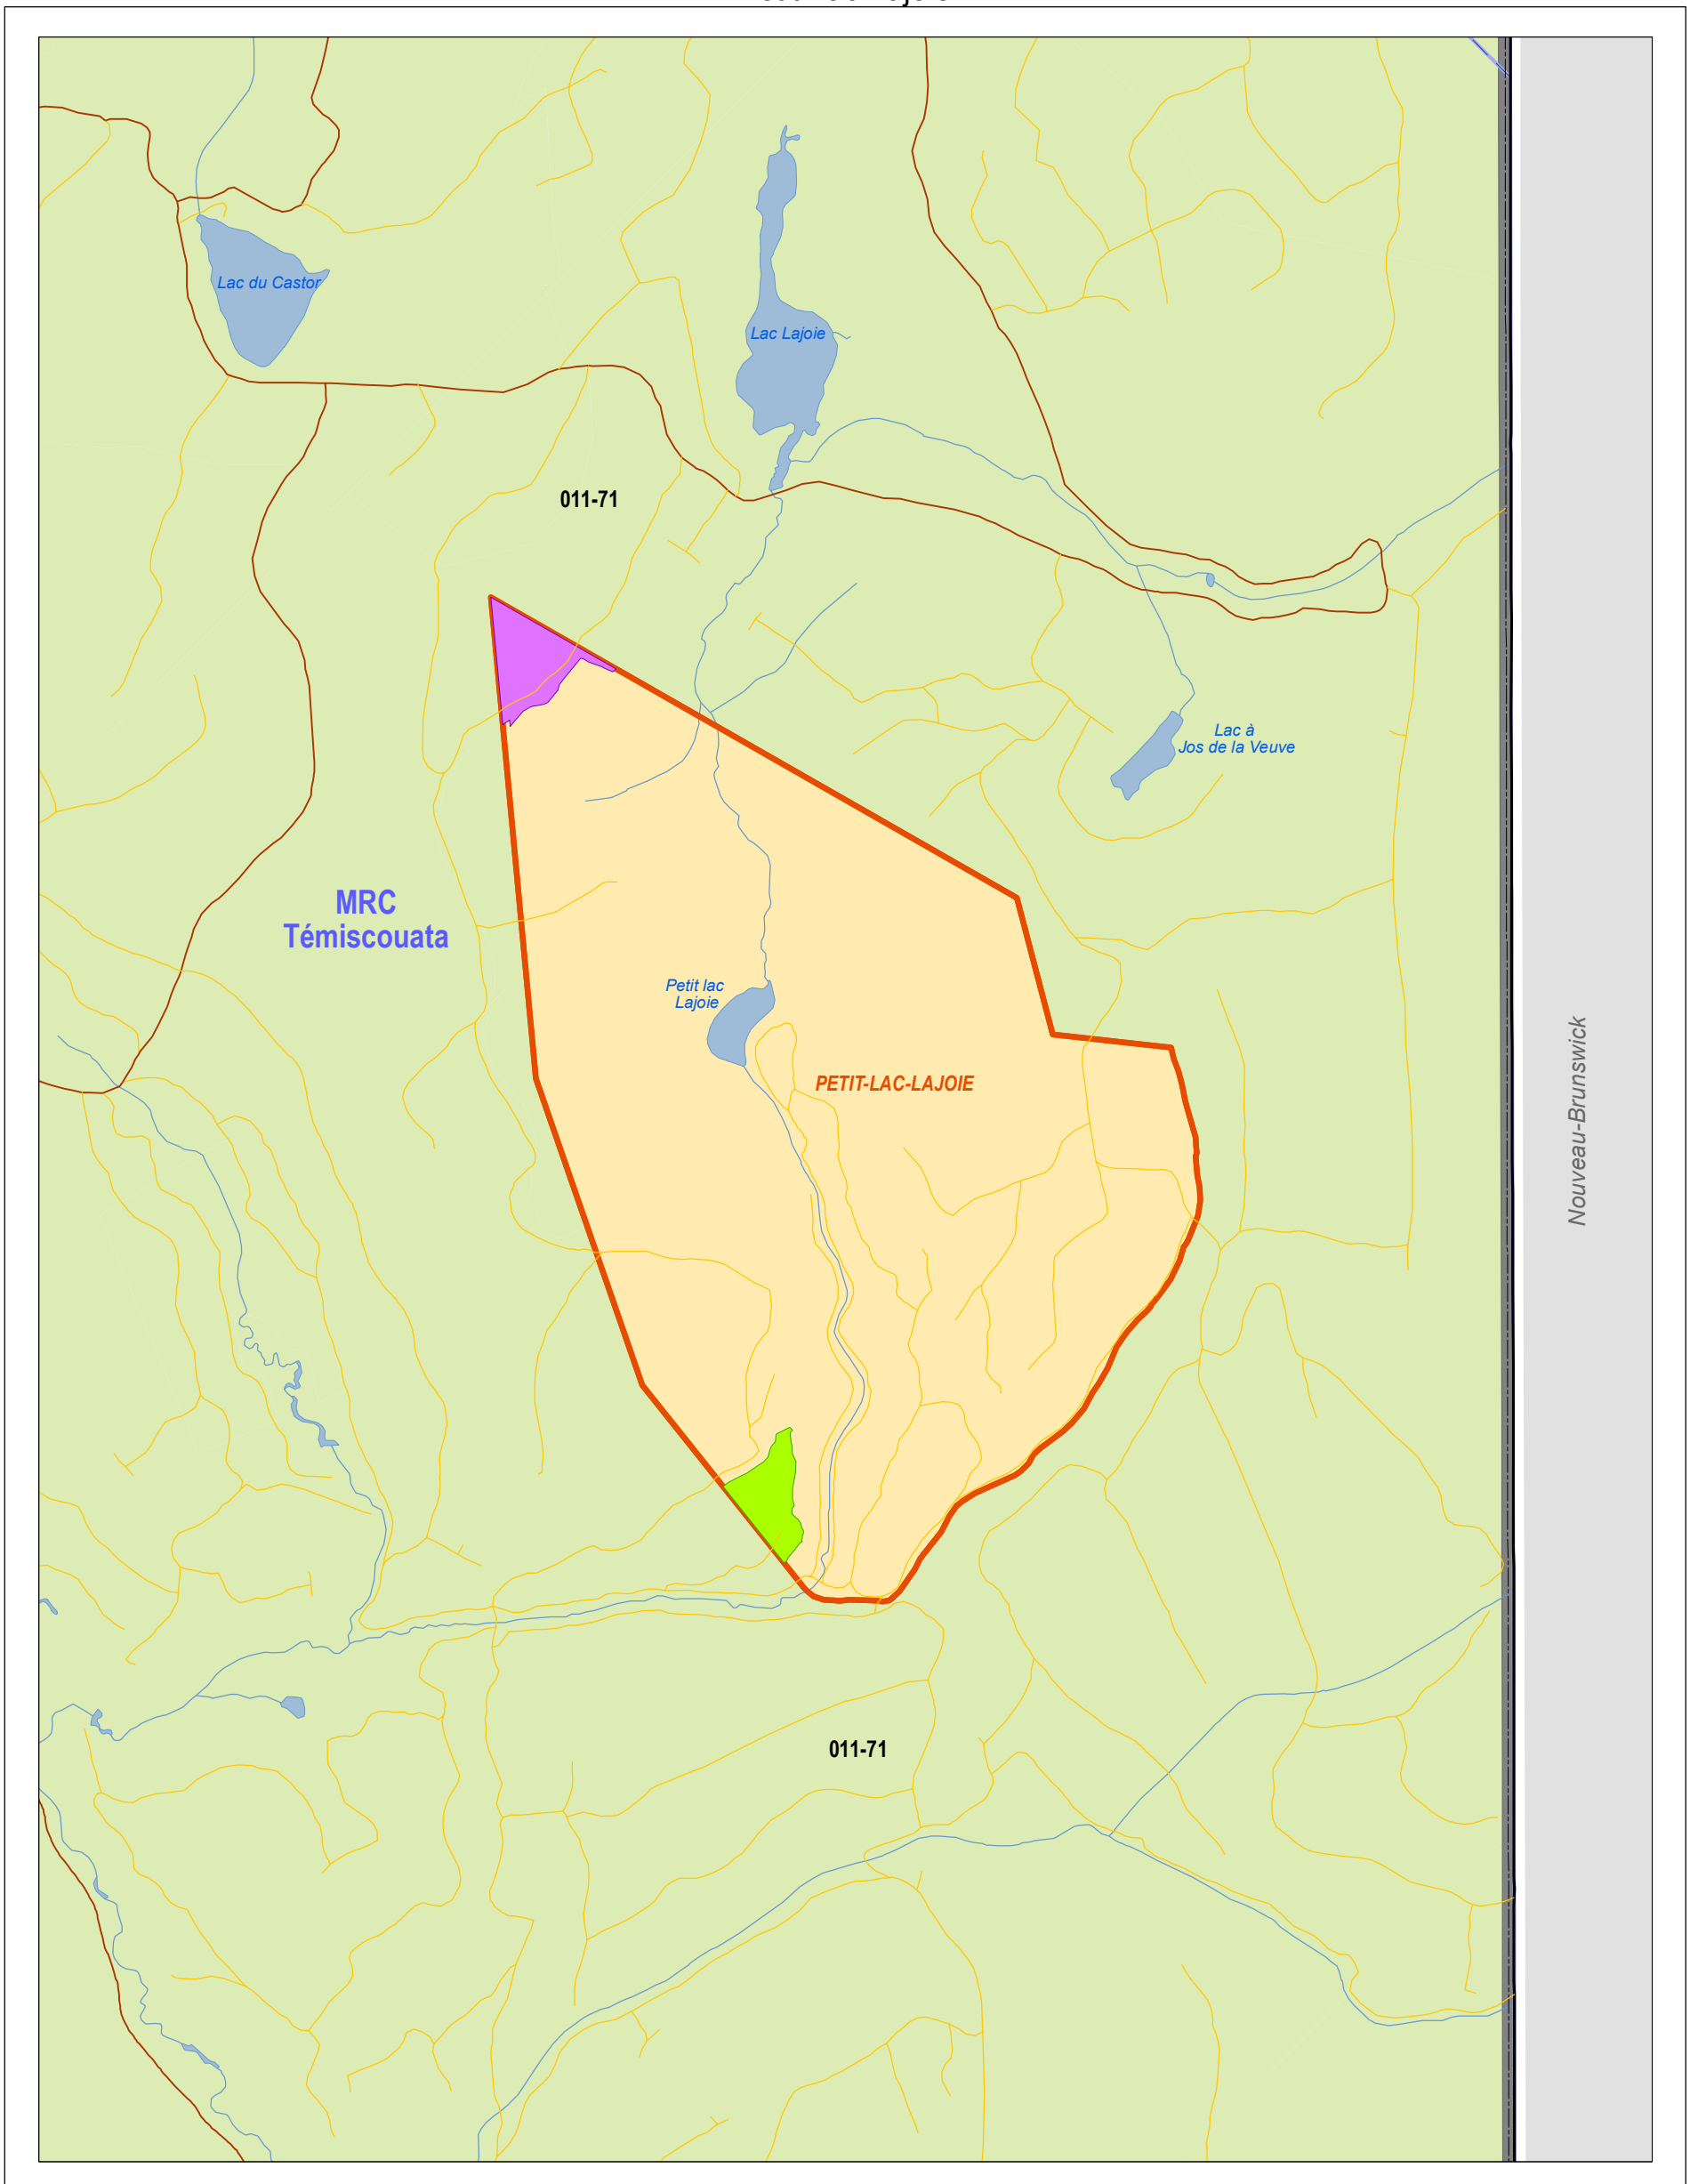 Lac du Castor
Lac Lajoie
011-71
Lac à
Jos de la Veuve
MRC
Témiscouata
Petit lac
Lajoie
PETIT-LAC-LAJOIE
Nouveau-Brunswick
011-71